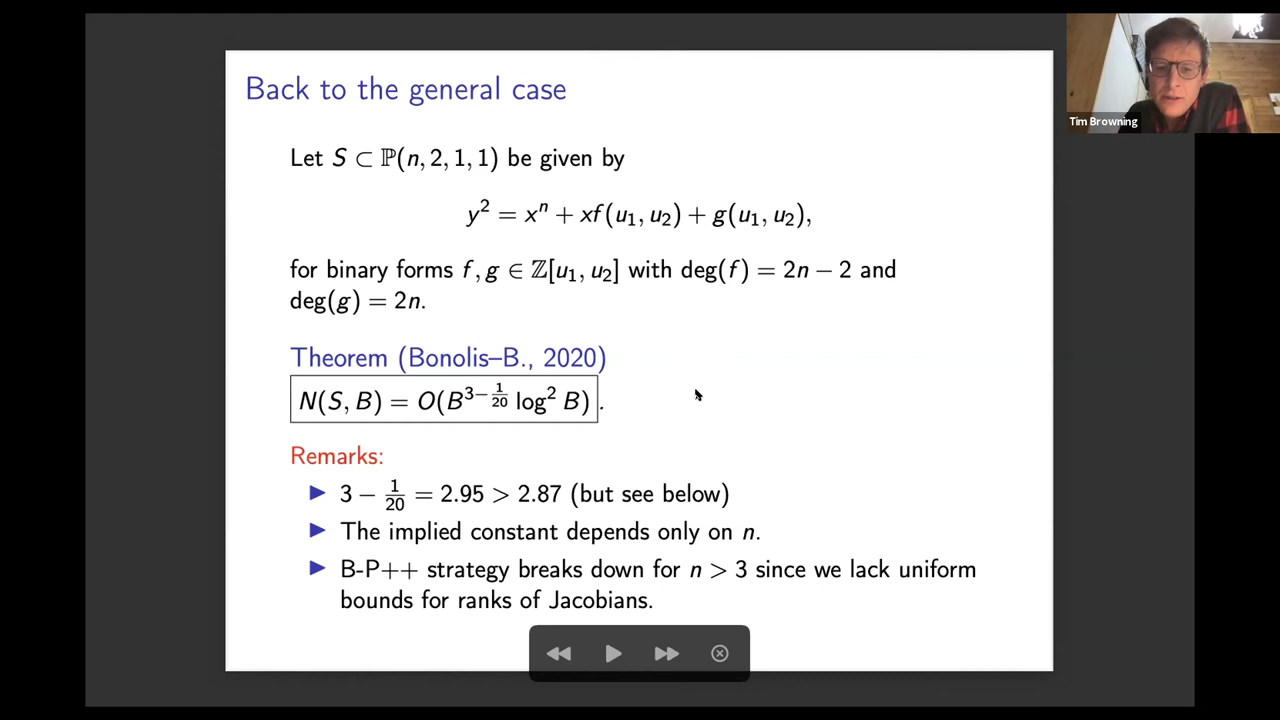 Back to the general case
Tim Browning
Let S ⊂ ℙ(n, 2, 1, 1) be given by
y² = xⁿ + xf(u₁, u₂) + g(u₁, u₂),
for binary forms f, g ∈ ℤ[u₁, u₂] with deg(f) = 2n − 2 and
deg(g) = 2n.
Theorem (Bonolis–B., 2020)
N(S, B) = O(B^{3−1/20} log² B).
Remarks:
▶ 3 − 1/20 = 2.95 > 2.87 (but see below)
▶ The implied constant depends only on n.
▶ B-P++ strategy breaks down for n > 3 since we lack uniform
bounds for ranks of Jacobians.